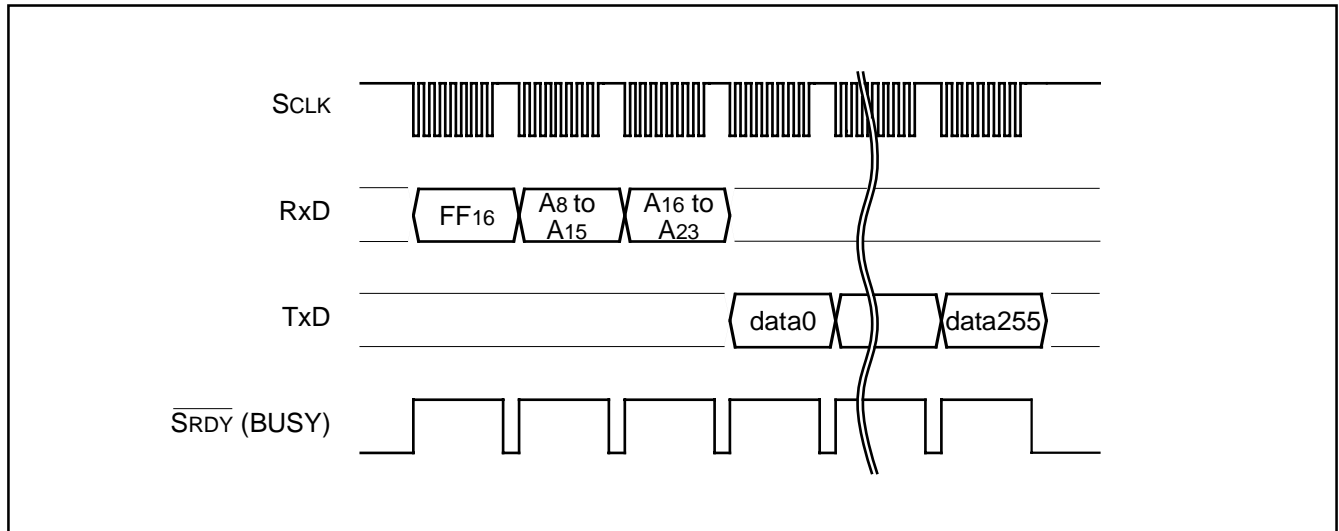 SCLK
RxD
FF16
A8 to
A15
A16 to
A23
TxD
data0
data255
SRDY (BUSY)